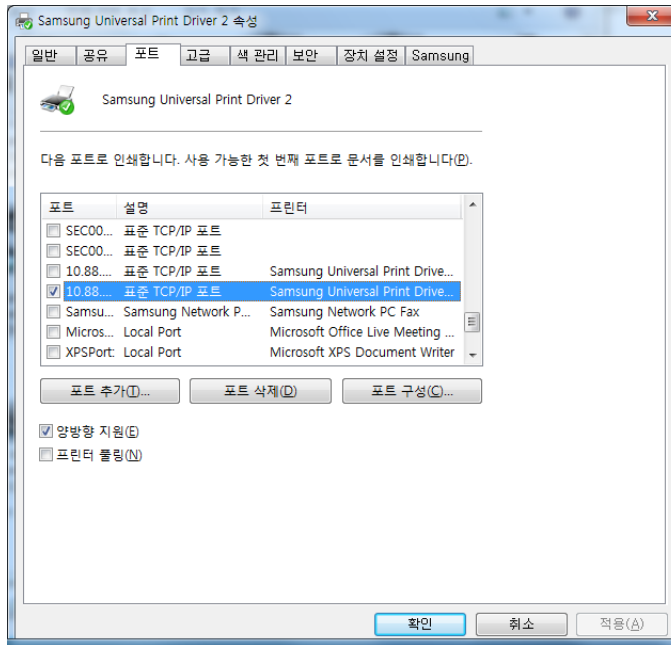 Samsung Universal Print Driver 2 속성
일반 공유 포트 고급 색 관리 보안 장치 설정 Samsung
Samsung Universal Print Driver 2
다음 포트로 인쇄합니다. 사용 가능한 첫 번째 포트로 문서를 인쇄합니다(P).
포트 설명 프린터
SEC00... 표준 TCP/IP 포트
SEC00... 표준 TCP/IP 포트
10.88.... 표준 TCP/IP 포트 Samsung Universal Print Drive...
10.88.... 표준 TCP/IP 포트 Samsung Universal Print Drive...
Samsu... Samsung Network P... Samsung Network PC Fax
Micros... Local Port Microsoft Office Live Meeting ...
XPSPort: Local Port Microsoft XPS Document Writer
포트 추가(T)... 포트 삭제(D) 포트 구성(C)...
양방향 지원(E)
프린터 풀링(N)
확인 취소 적용(A)